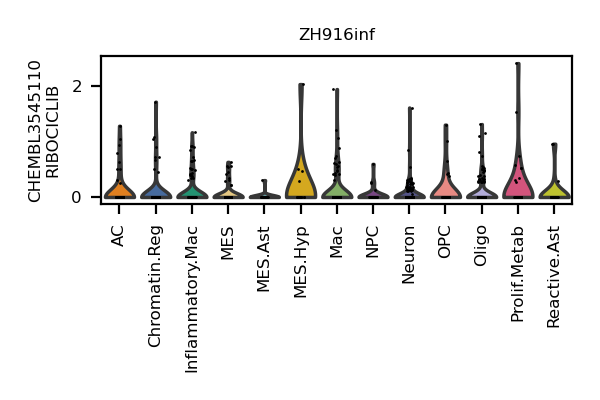 ZH916inf
CHEMBL3545110
RIBOCICLIB
2
0
AC
Chromatin.Reg
Inflammatory.Mac
MES
MES.Ast
MES.Hyp
Mac
NPC
Neuron
OPC
Oligo
Prolif.Metab
Reactive.Ast